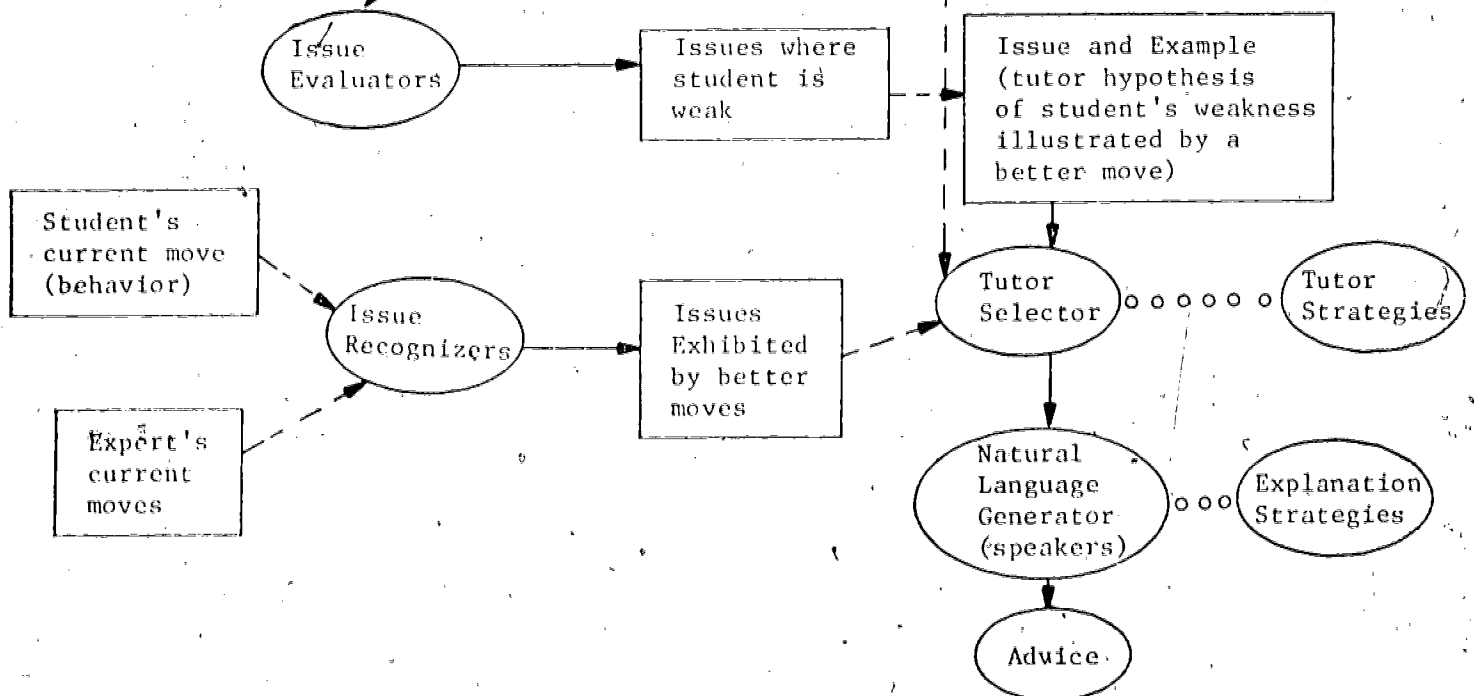 Issue
Evaluators
Issues where
student is
weak
Issue and Example
(tutor hypothesis
of student's weakness
illustrated by a
better move)
Student's
current move
(behavior)
Issue
Recognizers
Issues
Exhibited
by better
moves
Tutor
Selector
Tutor
Strategies
Expert's
current
moves
Natural
Language
Generator
(speakers)
Explanation
Strategies
Advice